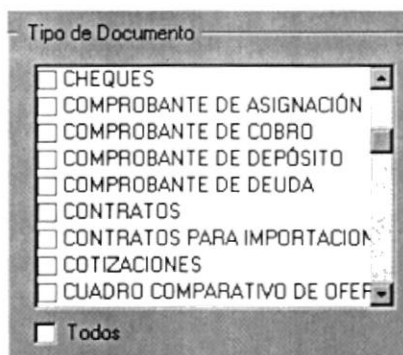 Tipo de Documento
CHEQUES
COMPROBANTE DE ASIGNACIÓN
COMPROBANTE DE COBRO
COMPROBANTE DE DEPÓSITO
COMPROBANTE DE DEUDA
CONTRATOS
CONTRATOS PARA IMPORTACION
COTIZACIONES
CUADRO COMPARATIVO DE OFER
Todos